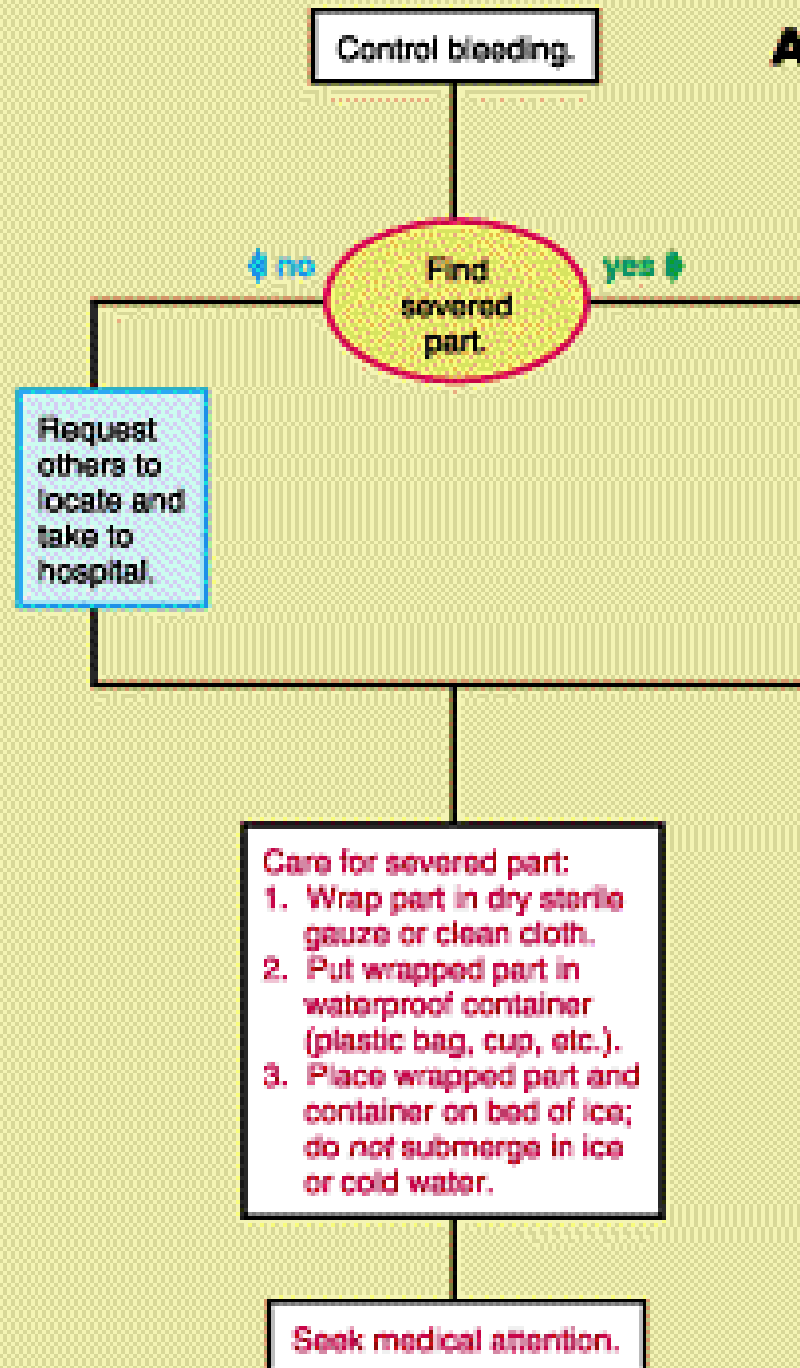 Control bleeding.
A
no
Find
severed
part.
yes
Request
others to
locate and
take to
hospital.
Care for severed part:
1. Wrap part in dry sterile
gauze or clean cloth.
2. Put wrapped part in
waterproof container
(plastic bag, cup, etc.).
3. Place wrapped part and
container on bed of ice;
do not submerge in ice
or cold water.
Seek medical attention.